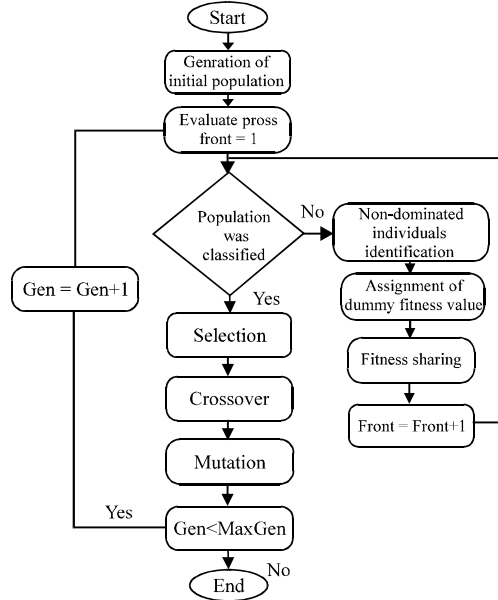 Start
Genration of
initial population
Evaluate pross
front = 1
Population
was
classified
No
Non-dominated
individuals
identification
Assignment of
dummy fitness value
Fitness sharing
Front = Front+1
Yes
Gen = Gen+1
Selection
Crossover
Mutation
Yes
Gen<MaxGen
No
End